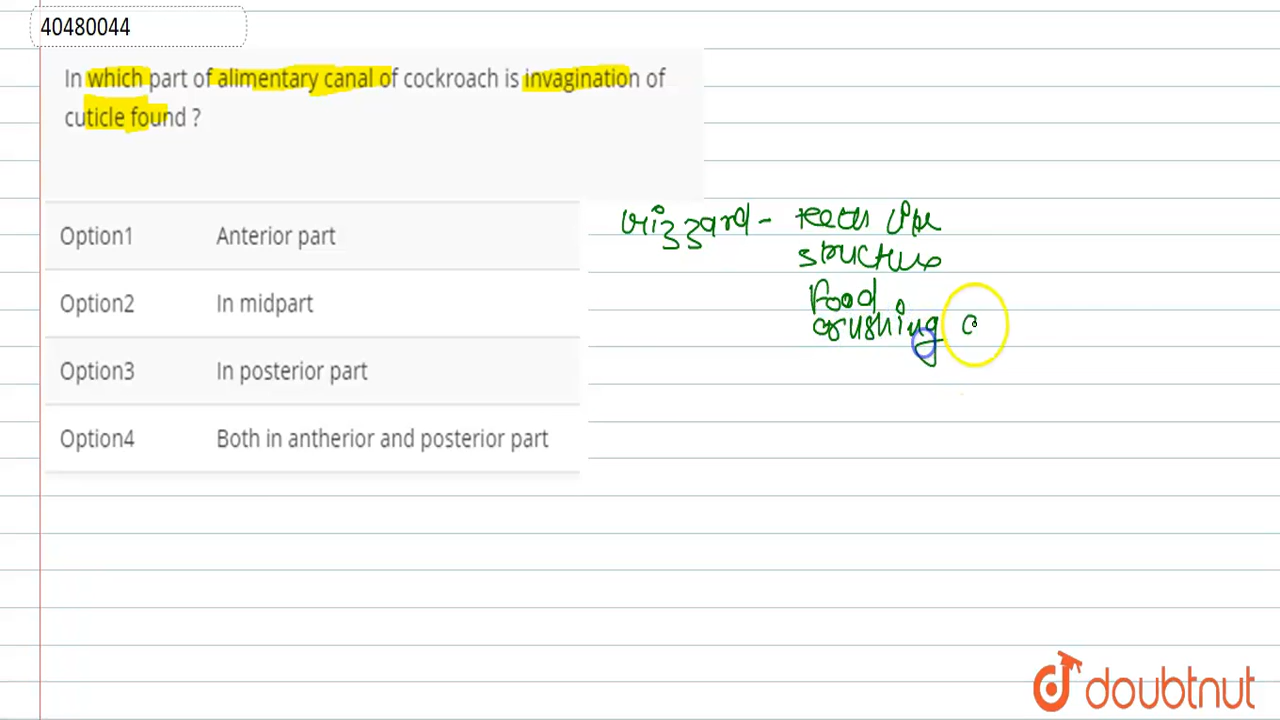 40480044
In which part of alimentary canal of cockroach is invagination of
cuticle found ?
Option1 Anterior part
Option2 In midpart
Option3 In posterior part
Option4 Both in antherior and posterior part
Gizzard - teeth like
structure
food
crushing
doubtnut